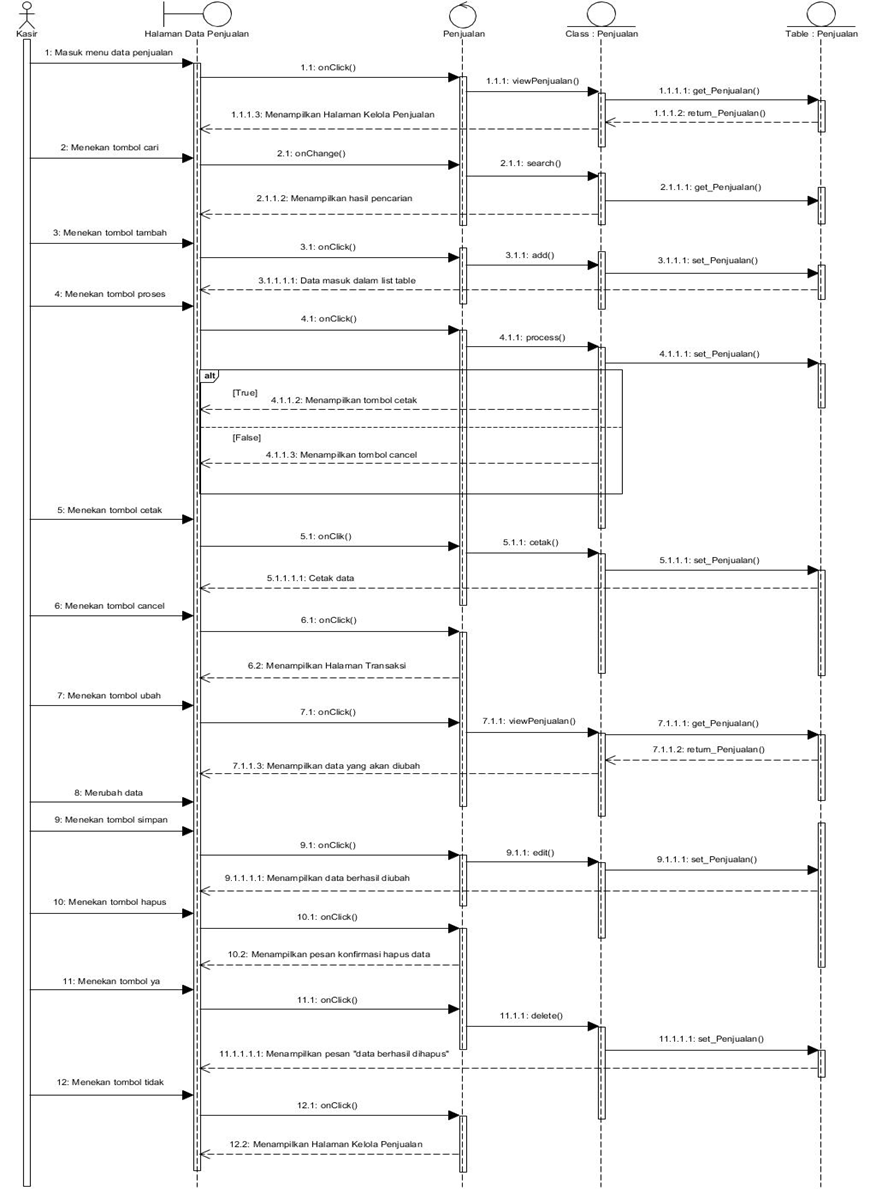 Kasir
Halaman Data Penjualan
Penjualan
Class : Penjualan
Table : Penjualan
1: Masuk menu data penjualan
1.1: onClick()
1.1.1: viewPenjualan()
1.1.1.1: get_Penjualan()
1.1.1.2: return_Penjualan()
1.1.1.3: Menampilkan Halaman Kelola Penjualan
2: Menekan tombol cari
2.1: onChange()
2.1.1: search()
2.1.1.1: get_Penjualan()
2.1.1.2: Menampilkan hasil pencarian
3: Menekan tombol tambah
3.1: onClick()
3.1.1: add()
3.1.1.1: set_Penjualan()
3.1.1.1.1: Data masuk dalam list table
4: Menekan tombol proses
4.1: onClick()
4.1.1: process()
4.1.1.1: set_Penjualan()
alt
[True]
4.1.1.2: Menampilkan tombol cetak
[False]
4.1.1.3: Menampilkan tombol cancel
5: Menekan tombol cetak
5.1: onClik()
5.1.1: cetak()
5.1.1.1: set_Penjualan()
5.1.1.1.1: Cetak data
6: Menekan tombol cancel
6.1: onClick()
6.2: Menampilkan Halaman Transaksi
7: Menekan tombol ubah
7.1: onClick()
7.1.1: viewPenjualan()
7.1.1.1: get_Penjualan()
7.1.1.2: return_Penjualan()
7.1.1.3: Menampilkan data yang akan diubah
8: Merubah data
9: Menekan tombol simpan
9.1: onClick()
9.1.1: edit()
9.1.1.1: set_Penjualan()
9.1.1.1.1: Menampilkan data berhasil diubah
10: Menekan tombol hapus
10.1: onClick()
10.2: Menampilkan pesan konfirmasi hapus data
11: Menekan tombol ya
11.1: onClick()
11.1.1: delete()
11.1.1.1: set_Penjualan()
11.1.1.1.1: Menampilkan pesan "data berhasil dihapus"
12: Menekan tombol tidak
12.1: onClick()
12.2: Menampilkan Halaman Kelola Penjualan